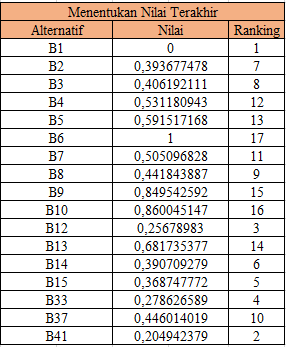 Menentukan Nilai Terakhir
Alternatif Nilai Ranking
B1 0 1
B2 0,393677478 7
B3 0,406192111 8
B4 0,531180943 12
B5 0,591517168 13
B6 1 17
B7 0,505096828 11
B8 0,441843887 9
B9 0,849542592 15
B10 0,860045147 16
B12 0,25678983 3
B13 0,681735377 14
B14 0,390709279 6
B15 0,368747772 5
B33 0,278626589 4
B37 0,446014019 10
B41 0,204942379 2